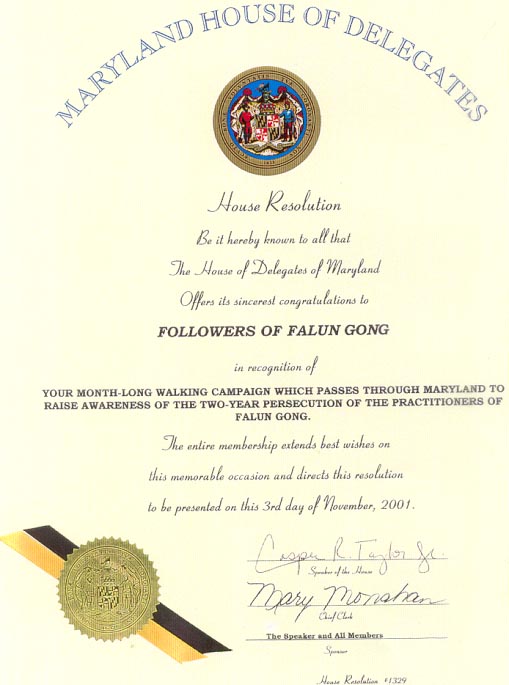 MARYLAND HOUSE OF DELEGATES
House Resolution
Be it hereby known to all that
The House of Delegates of Maryland
Offers its sincerest congratulations to
FOLLOWERS OF FALUN GONG
in recognition of
YOUR MONTH-LONG WALKING CAMPAIGN WHICH PASSES THROUGH MARYLAND TO
RAISE AWARENESS OF THE TWO-YEAR PERSECUTION OF THE PRACTITIONERS OF
FALUN GONG.
The entire membership extends best wishes on
this memorable occasion and directs this resolution
to be presented on this 3rd day of November, 2001.
Casper R. Taylor Jr.
Speaker of the House
Mary Monahan
Chief Clerk
The Speaker and All Members
Sponsor
House Resolution #1329